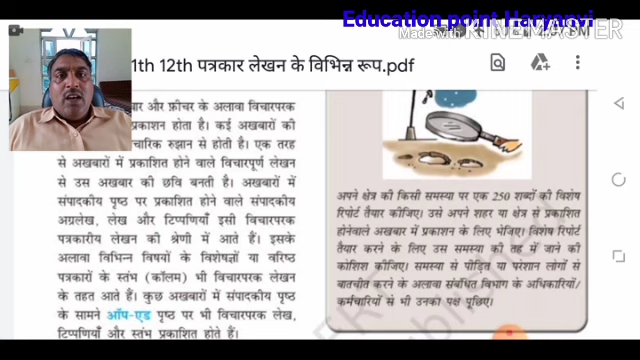 Education point Haryanvi
Made with KINEMASTER
1th 12th पत्रकार लेखन के विभिन्न रूप.pdf
बार और फ़ीचर के अलावा विचारपरक
प्रकाशन होता है। कई अखबारों की
चारिक रुझान से होती है। एक तरह
से अखबारों में प्रकाशित होने वाले विचारपूर्ण लेखन
से उस अखबार की छवि बनती है। अखबारों में
संपादकीय पृष्ठ पर प्रकाशित होने वाले संपादकीय
अग्रलेख, लेख और टिप्पणियाँ इसी विचारपरक
पत्रकारीय लेखन की श्रेणी में आते हैं। इसके
अलावा विभिन्न विषयों के विशेषज्ञों या वरिष्ठ
पत्रकारों के स्तंभ (कॉलम) भी विचारपरक लेखन
के तहत आते हैं। कुछ अखबारों में संपादकीय पृष्ठ
के सामने ऑप-एड पृष्ठ पर भी विचारपरक लेख,
टिप्पणियाँ और स्तंभ प्रकाशित होते हैं।
अपने क्षेत्र की किसी समस्या पर एक 250 शब्दों की विशेष
रिपोर्ट तैयार कीजिए। उसे अपने शहर या क्षेत्र से प्रकाशित
होनेवाले अखबार में प्रकाशन के लिए भेजिए। विशेष रिपोर्ट
तैयार करने के लिए उस समस्या की तह में जाने की
कोशिश कीजिए। समस्या से पीड़ित या परेशान लोगों से
बातचीत करने के अलावा संबंधित विभाग के अधिकारियों/
कर्मचारियों से भी उनका पक्ष पूछिए।